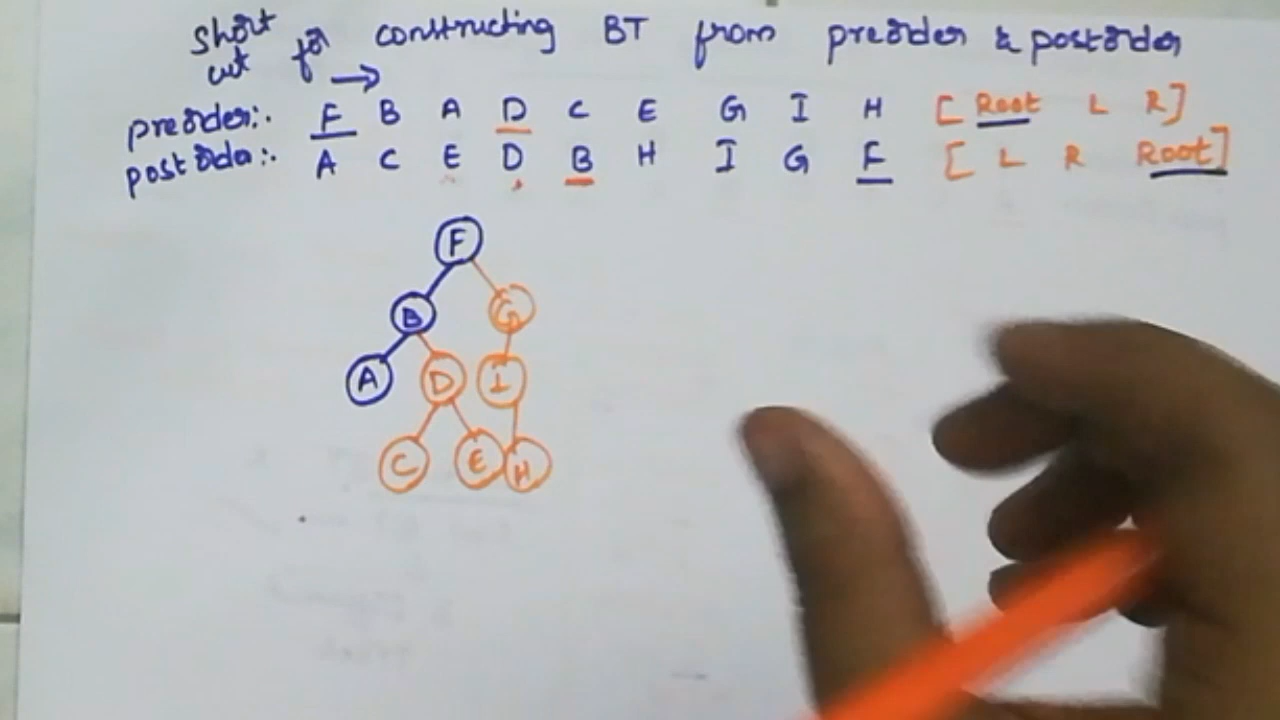 short cut for constructing BT from preorder & postorder
preorder:. F B A D C E G I H [Root L R]
postorder:. A C E D B H I G F [L R Root]
F
B G
A D I
C E H